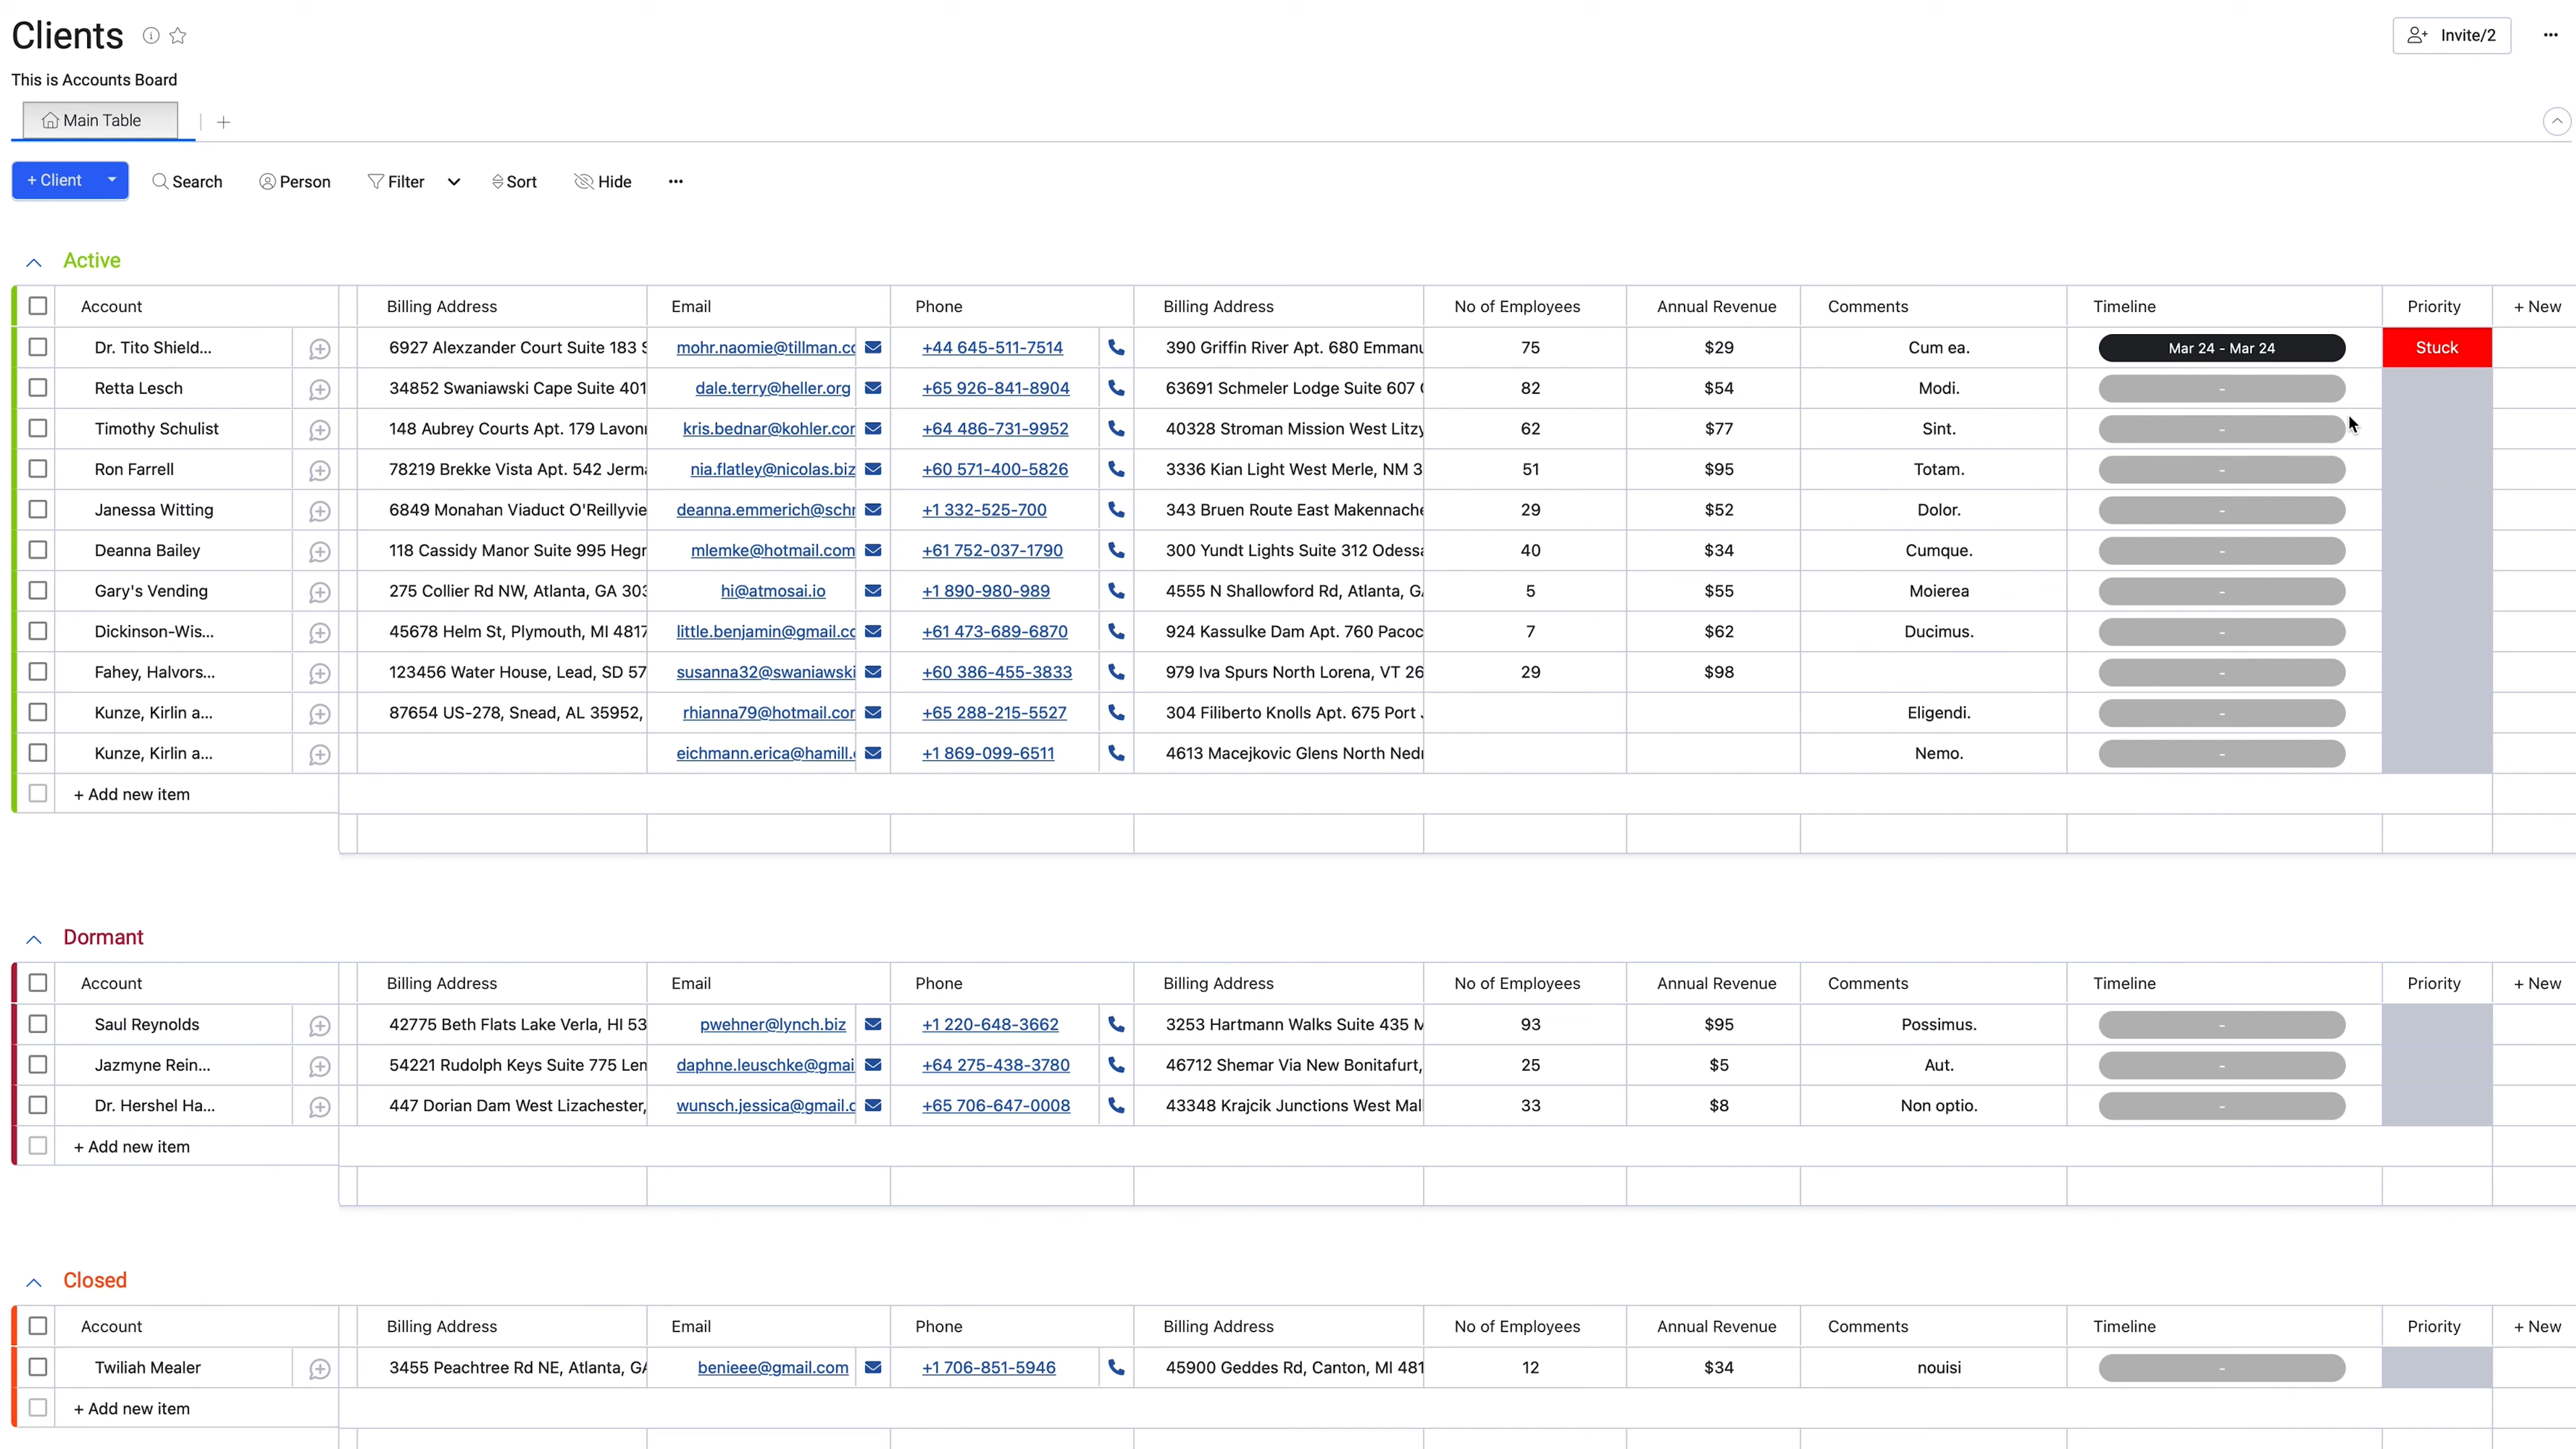 Clients
Invite/2
This is Accounts Board
Main Table
+ Client Search Person Filter Sort Hide
Active
Account Billing Address Email Phone Billing Address No of Employees Annual Revenue Comments Timeline Priority + New
Dr. Tito Shield... 6927 Alexzander Court Suite 183 mohr.naomie@tillman.co +44 645-511-7514 390 Griffin River Apt. 680 Emmanu 75 $29 Cum ea. Mar 24 - Mar 24 Stuck
Retta Lesch 34852 Swaniawski Cape Suite 401 dale.terry@heller.org +65 926-841-8904 63691 Schmeler Lodge Suite 607 82 $54 Modi. -
Timothy Schulist 148 Aubrey Courts Apt. 179 Lavon kris.bednar@kohler.cor +64 486-731-9952 40328 Stroman Mission West Litzy 62 $77 Sint. -
Ron Farrell 78219 Brekke Vista Apt. 542 Jerma nia.flatley@nicolas.biz +60 571-400-5826 3336 Kian Light West Merle, NM 3 51 $95 Totam. -
Janessa Witting 6849 Monahan Viaduct O'Reillyvie deanna.emmerich@schr +1 332-525-700 343 Bruen Route East Makennache 29 $52 Dolor. -
Deanna Bailey 118 Cassidy Manor Suite 995 Hegr mlemke@hotmail.com +61 752-037-1790 300 Yundt Lights Suite 312 Odessa 40 $34 Cumque. -
Gary's Vending 275 Collier Rd NW, Atlanta, GA 303 hi@atmosai.io +1 890-980-989 4555 N Shallowford Rd, Atlanta, GA 5 $55 Moierea -
Dickinson-Wis... 45678 Helm St, Plymouth, MI 4817 little.benjamin@gmail.co +61 473-689-6870 924 Kassulke Dam Apt. 760 Pacoc 7 $62 Ducimus. -
Fahey, Halvors... 123456 Water House, Lead, SD 57 susanna32@swaniawski +60 386-455-3833 979 Iva Spurs North Lorena, VT 26 29 $98 -
Kunze, Kirlin a... 87654 US-278, Snead, AL 35952, rhianna79@hotmail.cor +65 288-215-5527 304 Filiberto Knolls Apt. 675 Port Eligendi. -
Kunze, Kirlin a... eichmann.erica@hamill. +1 869-099-6511 4613 Macejkovic Glens North Nedr Nemo. -
+ Add new item
Dormant
Account Billing Address Email Phone Billing Address No of Employees Annual Revenue Comments Timeline Priority + New
Saul Reynolds 42775 Beth Flats Lake Verla, HI 53 pwehner@lynch.biz +1 220-648-3662 3253 Hartmann Walks Suite 435 M 93 $95 Possimus. -
Jazmyne Rein... 54221 Rudolph Keys Suite 775 Len daphne.leuschke@gmai +64 275-438-3780 46712 Shemar Via New Bonitafurt, 25 $5 Aut. -
Dr. Hershel Ha... 447 Dorian Dam West Lizachester, wunsch.jessica@gmail.c +65 706-647-0008 43348 Krajcik Junctions West Mal 33 $8 Non optio. -
+ Add new item
Closed
Account Billing Address Email Phone Billing Address No of Employees Annual Revenue Comments Timeline Priority + New
Twiliah Mealer 3455 Peachtree Rd NE, Atlanta, GA benieee@gmail.com +1 706-851-5946 45900 Geddes Rd, Canton, MI 481 12 $34 nouisi -
+ Add new item